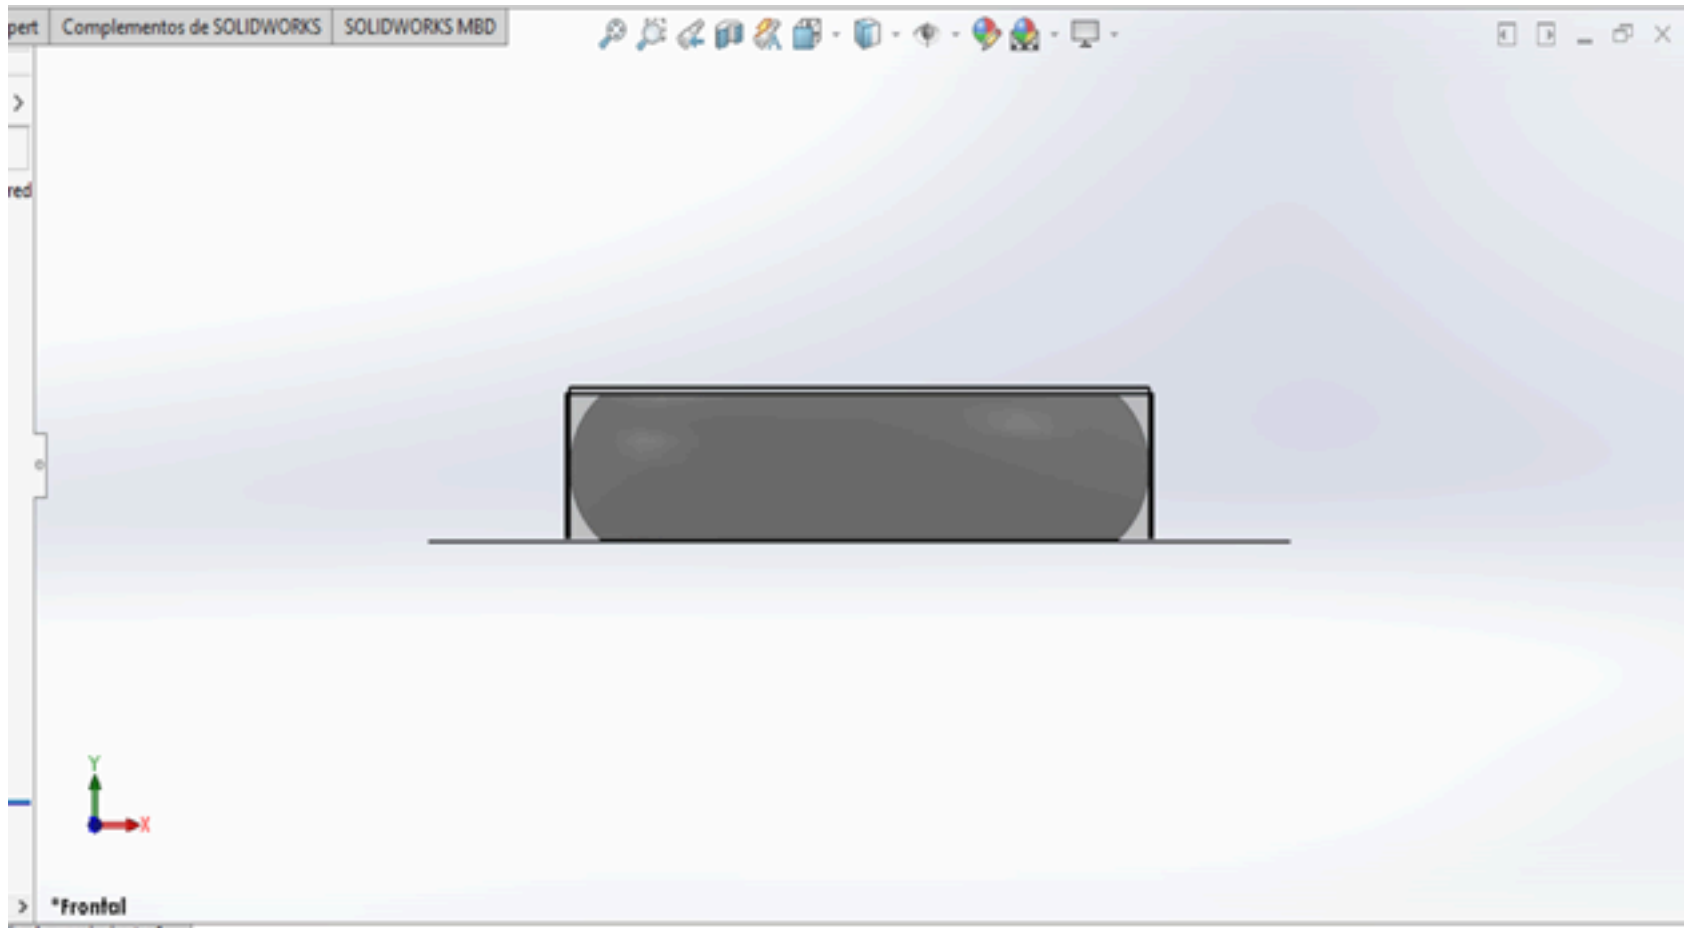 pert Complementos de SOLIDWORKS SOLIDWORKS MBD
red
Y
X
*Frontal